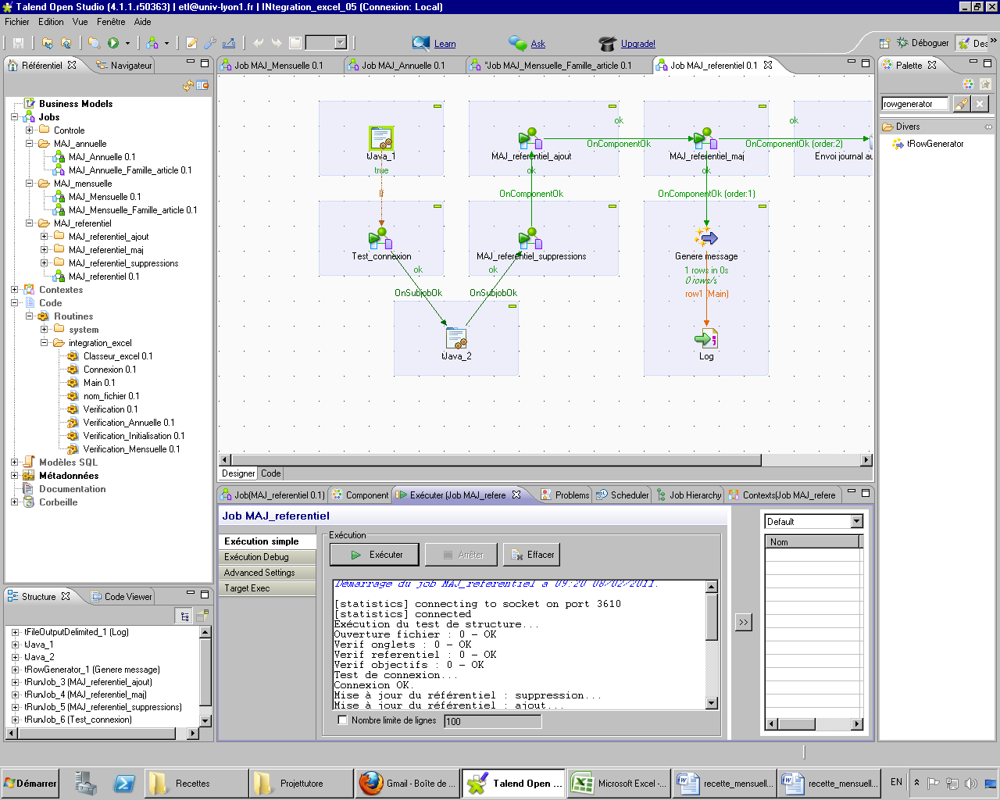 Talend Open Studio (4.1.1.r50363) | etl@univ-lyon1.fr | INtegration_excel_05 (Connexion: Local)
Fichier Edition Vue Fenêtre Aide
Learn Ask Upgrade! Déboguer Des
Référentiel Navigateur
Business Models
Jobs
Controle
MAJ_annuelle
MAJ_Annuelle 0.1
MAJ_Annuelle_Famille_article 0.1
MAJ_mensuelle
MAJ_Mensuelle 0.1
MAJ_Mensuelle_Famille_article 0.1
MAJ_referentiel
MAJ_referentiel_ajout
MAJ_referentiel_maj
MAJ_referentiel_suppressions
MAJ_referentiel 0.1
Contextes
Code
Routines
system
integration_excel
Classeur_excel 0.1
Connexion 0.1
Main 0.1
nom_fichier 0.1
Verification 0.1
Verification_Annuelle 0.1
Verification_Initialisation 0.1
Verification_Mensuelle 0.1
Modèles SQL
Métadonnées
Documentation
Corbeille
Job MAJ_Mensuelle 0.1 Job MAJ_Annuelle 0.1 *Job MAJ_Mensuelle_Famille_article 0.1 Job MAJ_referentiel 0.1
ok ok
OnComponentOk OnComponentOk (order:2)
tJava_1 MAJ_referentiel_ajout MAJ_referentiel_maj Envoi journal au
true ok ok
If OnComponentOk OnComponentOk (order:1)
Test_connexion MAJ_referentiel_suppressions Genere message
ok ok 1 rows in 0s
0 rows/s
OnSubjobOk OnSubjobOk row1 (Main)
tJava_2 Log
Designer Code
Palette
rowgenerator
Divers
tRowGenerator
Structure Code Viewer
tFileOutputDelimited_1 (Log)
tJava_1
tJava_2
tRowGenerator_1 (Genere message)
tRunJob_3 (MAJ_referentiel_ajout)
tRunJob_4 (MAJ_referentiel_maj)
tRunJob_5 (MAJ_referentiel_suppressions)
tRunJob_6 (Test_connexion)
Job(MAJ_referentiel 0.1) Component Exécuter (Job MAJ_refere Problems Scheduler Job Hierarchy Contexts(Job MAJ_refere
Job MAJ_referentiel
Exécution simple
Exécution Debug
Advanced Settings
Target Exec
Exécution
Exécuter Arrêter Effacer
Démarrage du job MAJ_referentiel a 09:20 08/02/2011.
[statistics] connecting to socket on port 3610
[statistics] connected
Exécution du test de structure...
Ouverture fichier : 0 - OK
Verif onglets : 0 - OK
Verif referentiel : 0 - OK
Verif objectifs : 0 - OK
Test de connexion...
Connexion OK.
Mise à jour du référentiel : suppression...
Mise à jour du référentiel : ajout...
Nombre limite de lignes 100
>>
Default
Nom
Démarrer Recettes Projettutore Gmail - Boîte de ... Talend Open ... Microsoft Excel -... recette_mensuell... recette_mensuell... EN